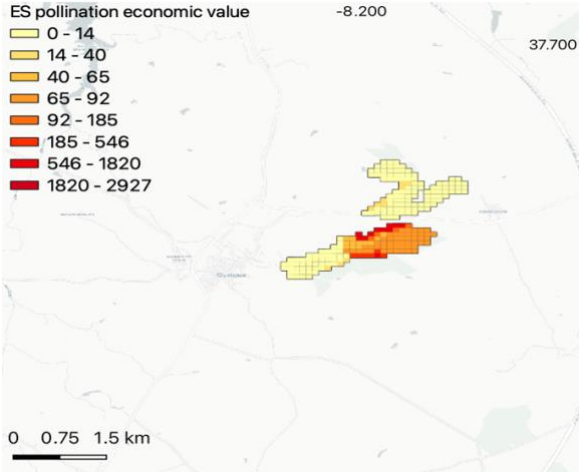 ES pollination economic value
-8.200
0 - 14
37.700
14 - 40
40 - 65
65 - 92
92 - 185
185 - 546
546 - 1820
1820 - 2927
Ourique
0 0.75 1.5 km